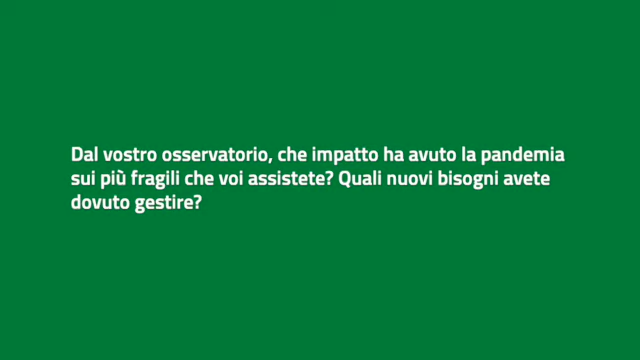 Dal vostro osservatorio, che impatto ha avuto la pandemia
sui più fragili che voi assistete? Quali nuovi bisogni avete
dovuto gestire?